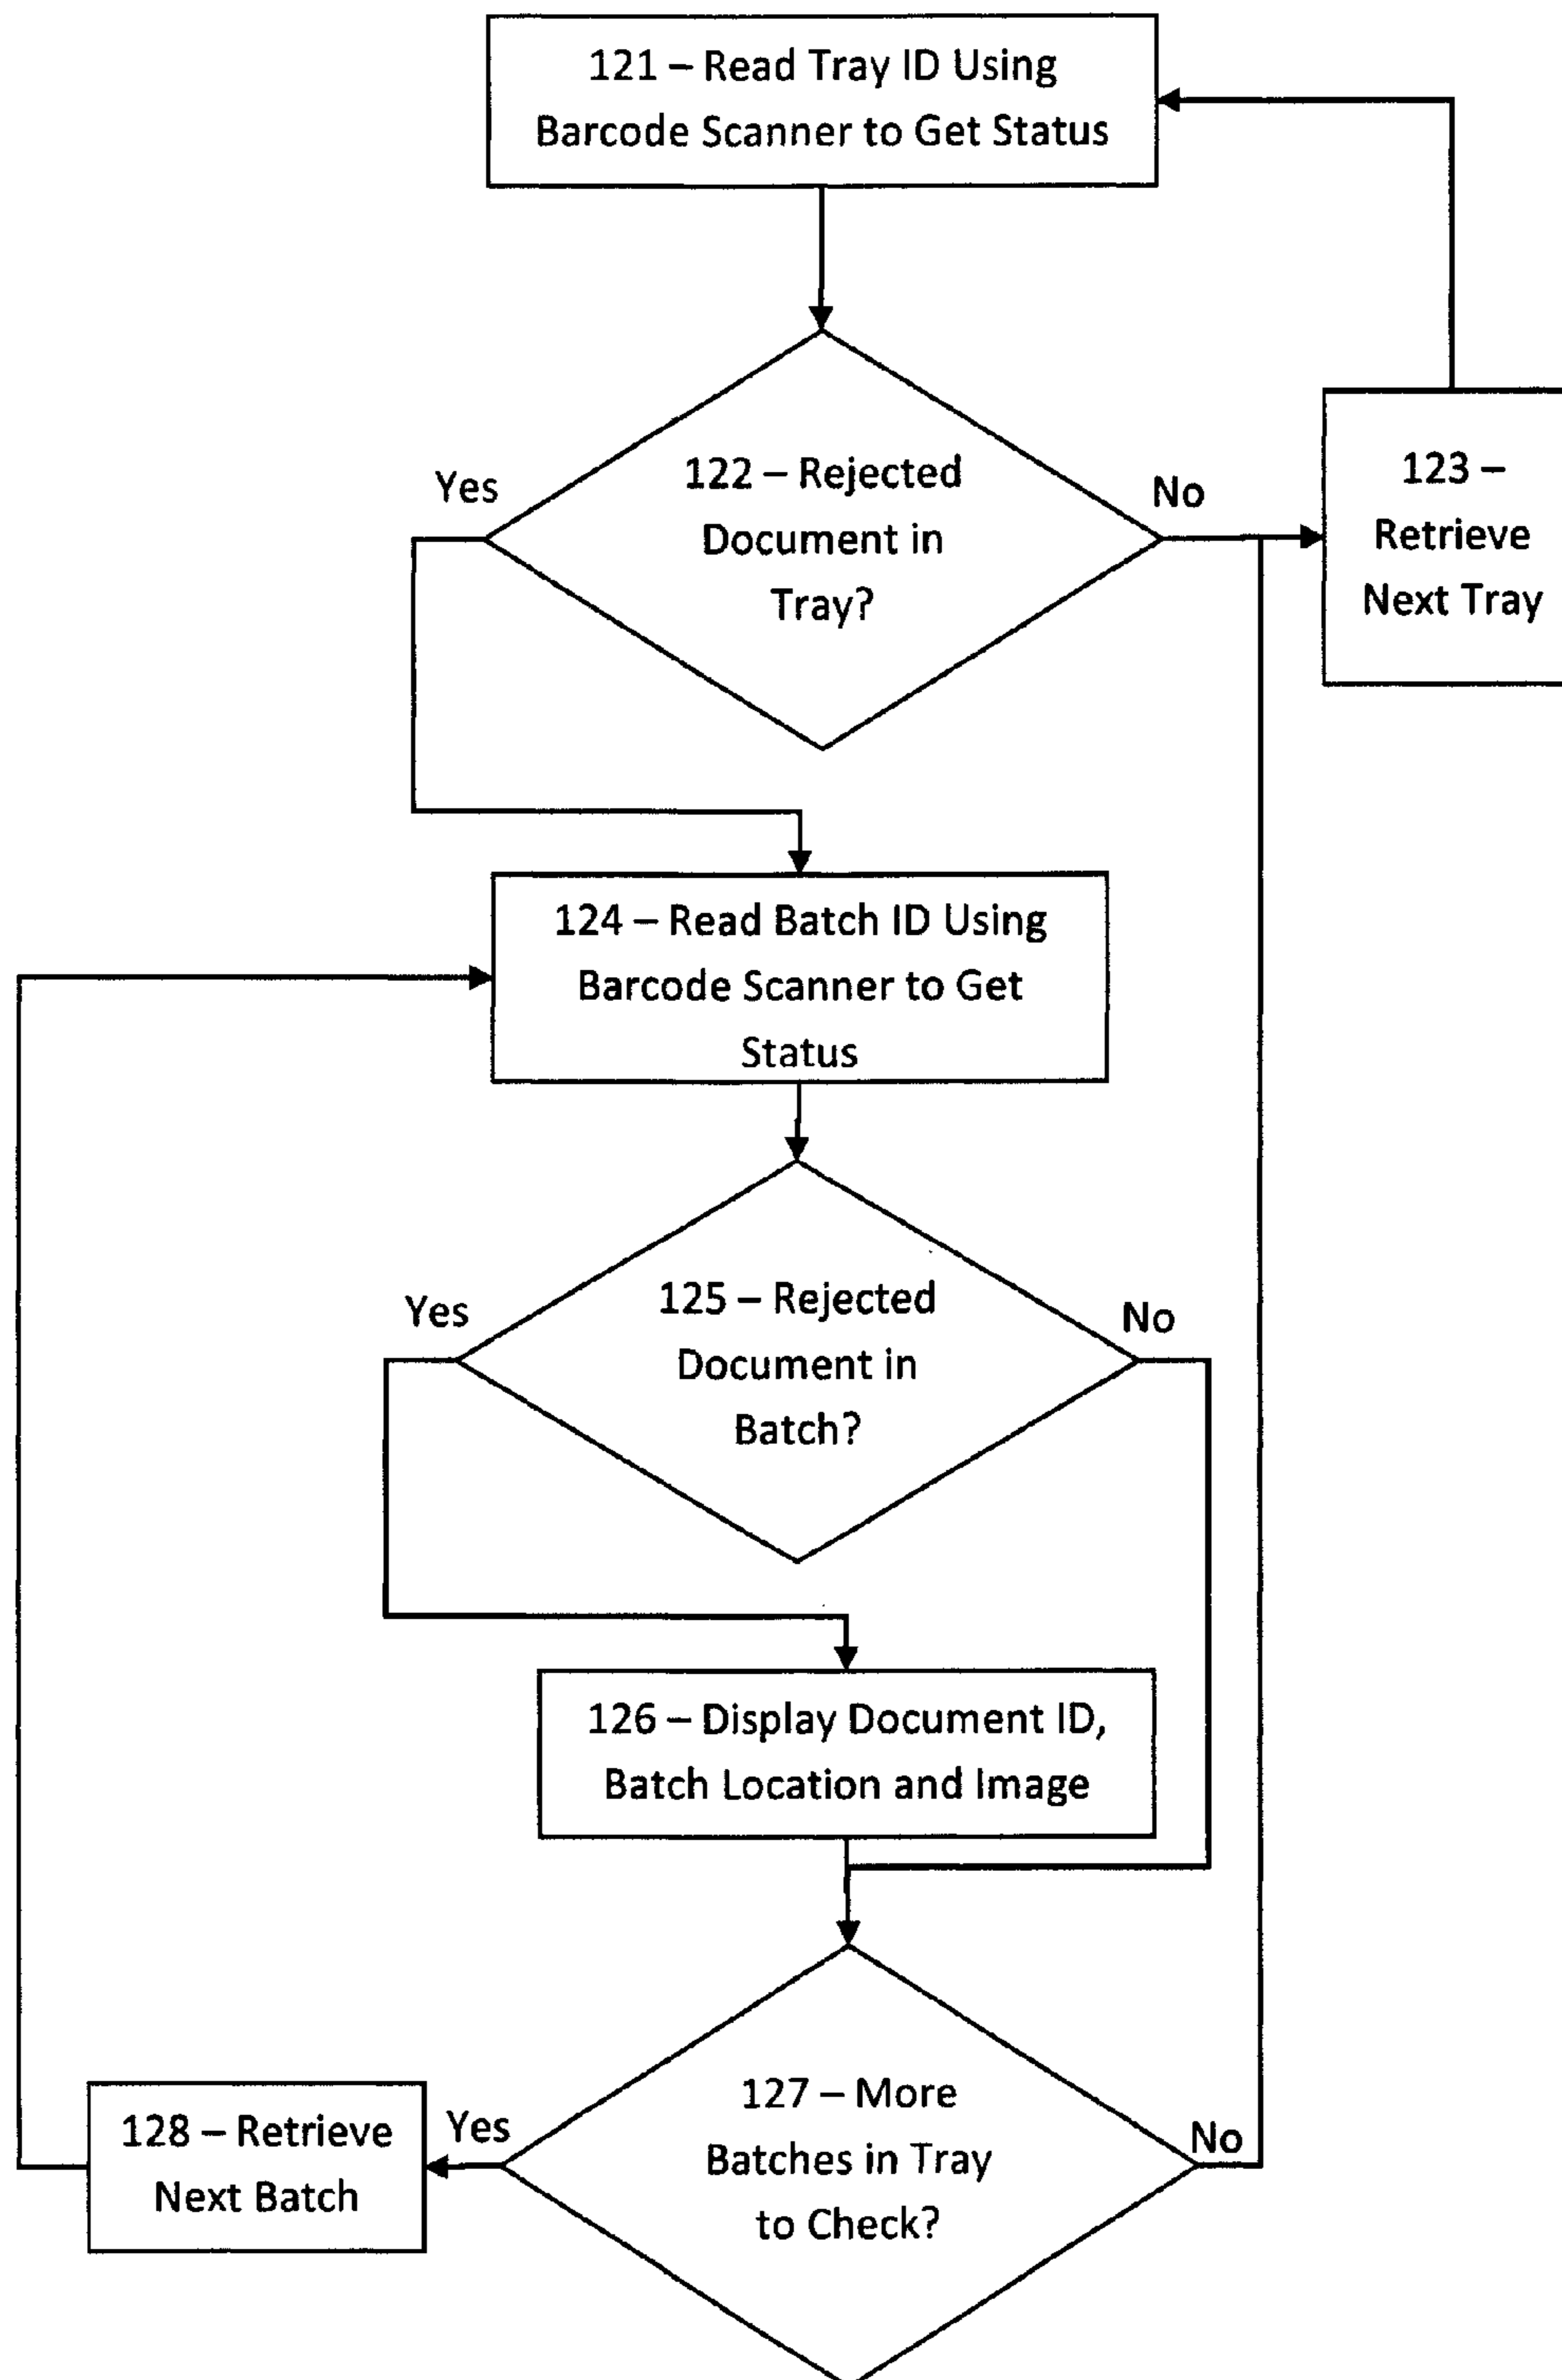 121 – Read Tray ID Using
Barcode Scanner to Get Status
Yes
122 – Rejected
Document in
Tray?
No
123 –
Retrieve
Next Tray
124 – Read Batch ID Using
Barcode Scanner to Get
Status
Yes
125 – Rejected
Document in
Batch?
No
126 – Display Document ID,
Batch Location and Image
127 – More
Batches in Tray
to Check?
Yes
No
128 – Retrieve
Next Batch